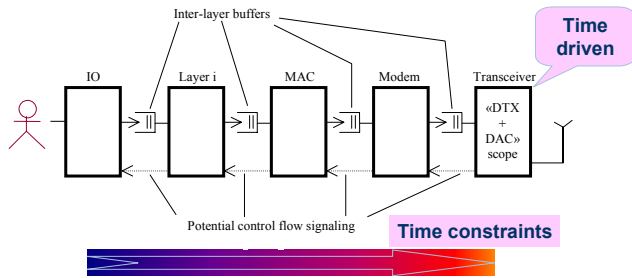 Inter-layer buffers
Time
driven
IO
Layer i
MAC
Modem
Transceiver
«DTX
+
DAC»
scope
Potential control flow signaling
Time constraints